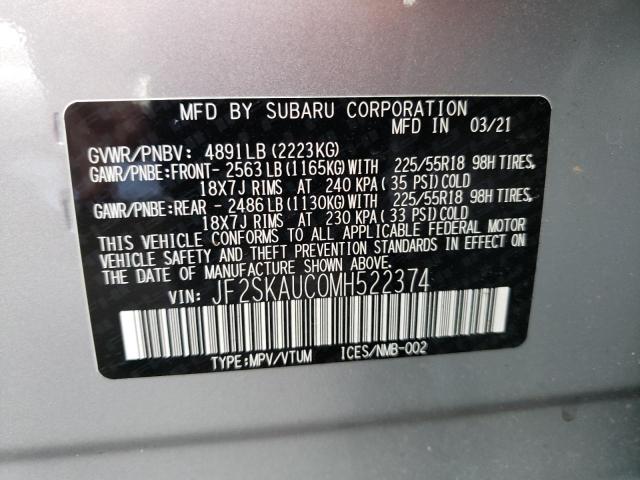 MFD BY SUBARU CORPORATION
MFD IN 03/21
GVWR/PNBV: 4891LB (2223KG)
GAWR/PNBE:FRONT- 2563LB (1165KG)WITH 225/55R18 98H TIRES,
18X7J RIMS AT 240 KPA (35 PSI)COLD
GAWR/PNBE:REAR - 2486LB (1130KG)WITH 225/55R18 98H TIRES,
18X7J RIMS AT 230 KPA (33 PSI)COLD
THIS VEHICLE CONFORMS TO ALL APPLICABLE FEDERAL MOTOR
VEHICLE SAFETY AND THEFT PREVENTION STANDARDS IN EFFECT ON
THE DATE OF MANUFACTURE SHOWN ABOVE.
VIN: JF2SKAUC0MH522374
TYPE:MPV/VTUM ICES/NMB-002